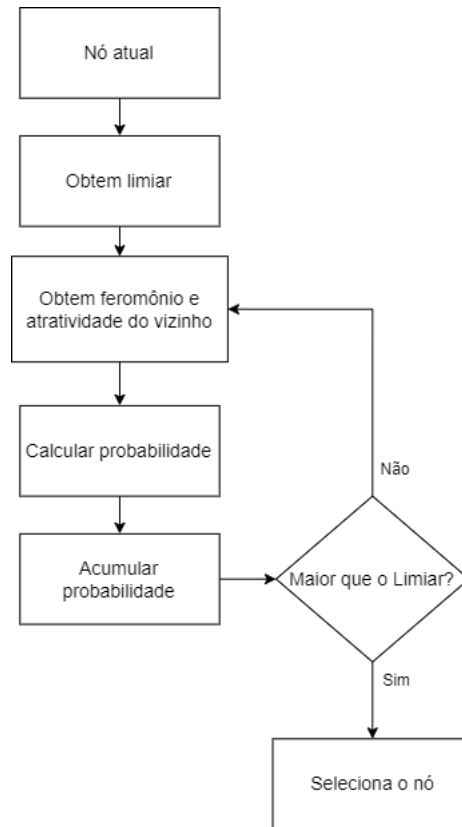 Nó atual
Obtem limiar
Obtem feromônio e
atratividade do vizinho
Calcular probabilidade
Acumular
probabilidade
Maior que o Limiar?
Não
Sim
Seleciona o nó